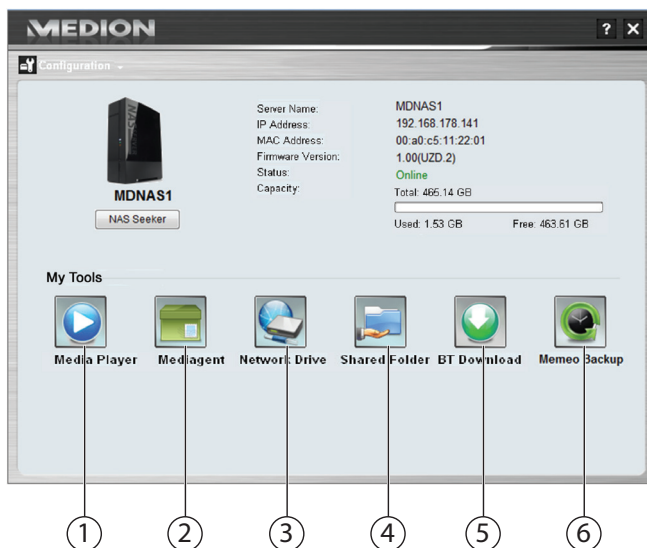 MEDION
? X
Configuration
NAS
MDNAS1
NAS Seeker
Server Name: MDNAS1
IP Address: 192.168.178.141
MAC Address: 00:a0:c5:11:22:01
Firmware Version: 1.00(UZD.2)
Status: Online
Capacity: Total: 465.14 GB
Used: 1.53 GB Free: 463.61 GB
My Tools
Media Player Mediagent Network Drive Shared Folder BT Download Memeo Backup
1 2 3 4 5 6